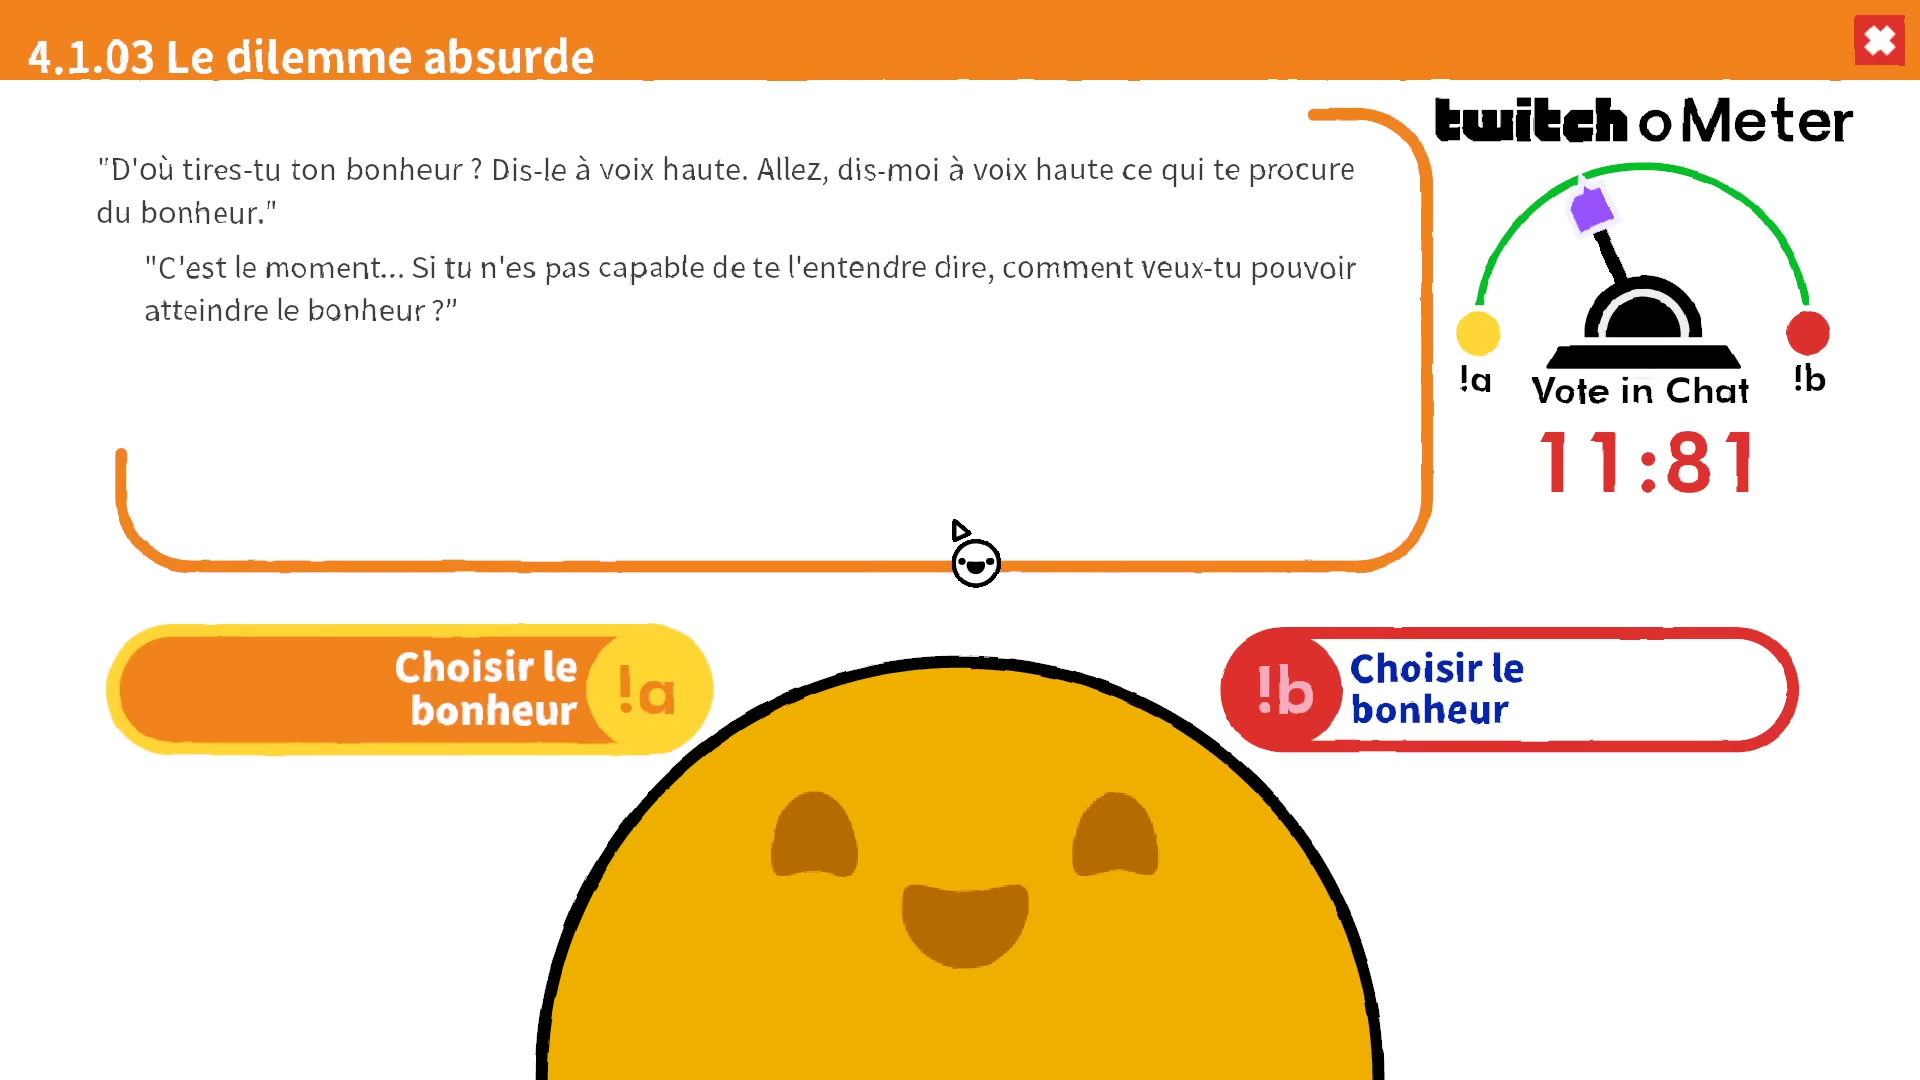 4.1.03 Le dilemme absurde
"D'où tires-tu ton bonheur ? Dis-le à voix haute. Allez, dis-moi à voix haute ce qui te procure
du bonheur."
"C'est le moment... Si tu n'es pas capable de te l'entendre dire, comment veux-tu pouvoir
atteindre le bonheur ?"
twitch o Meter
!a
Vote in Chat
!b
11:81
Choisir le
bonheur
!a
!b
Choisir le
bonheur